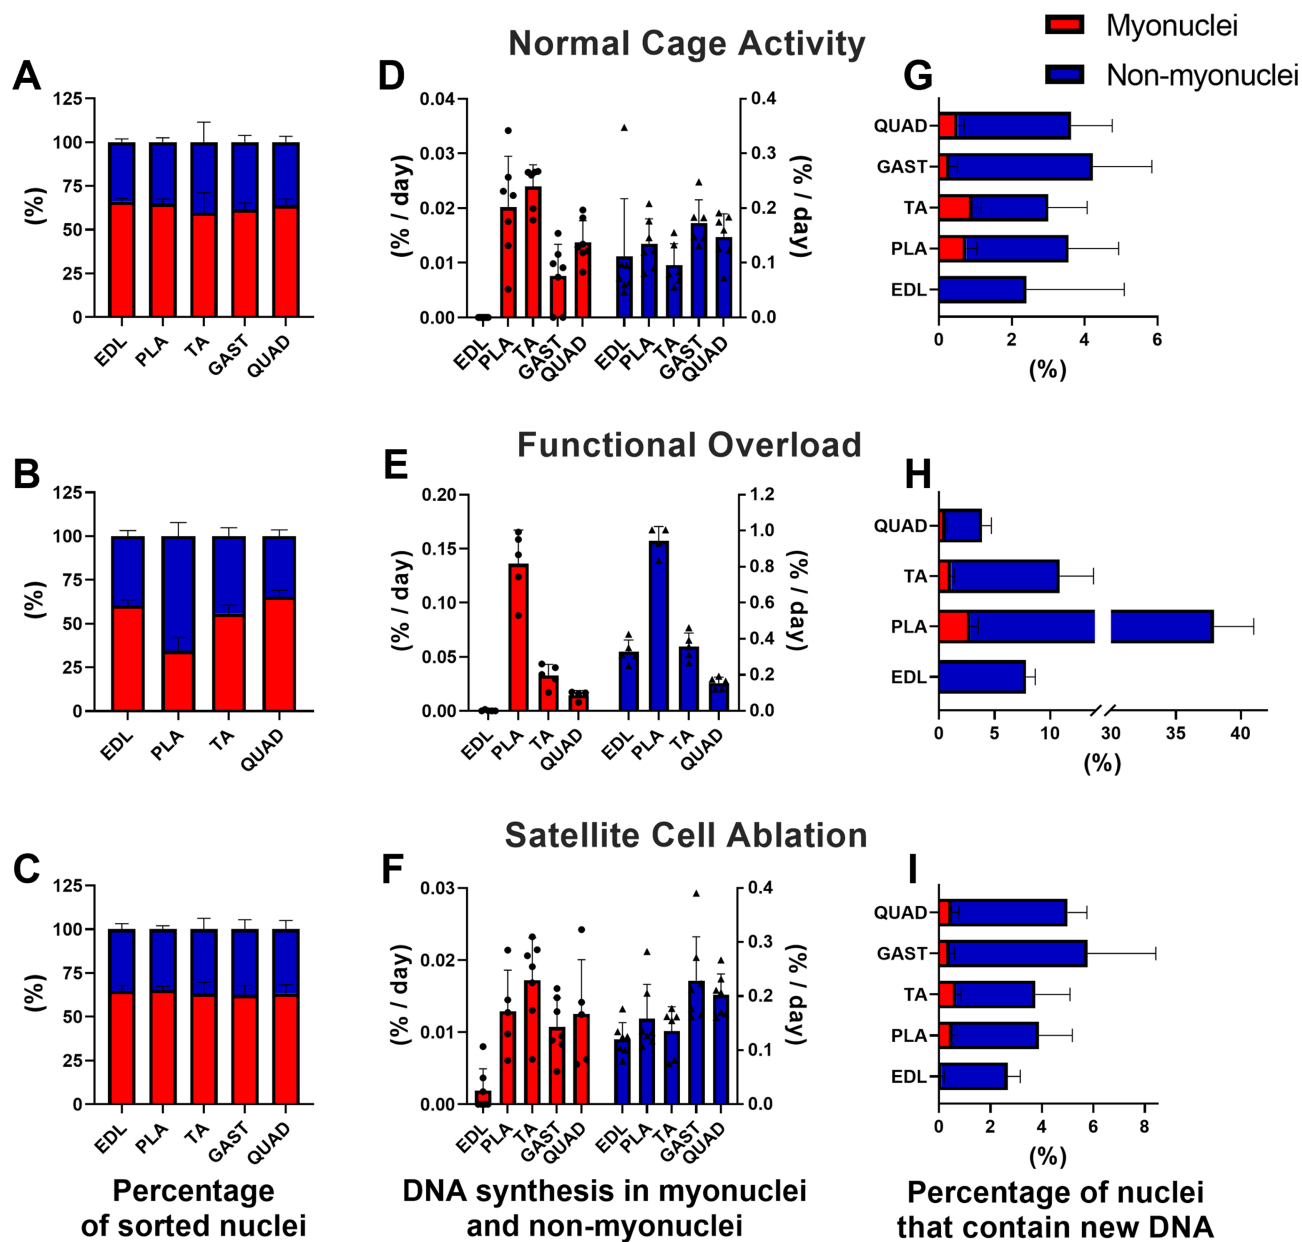 Myonuclei
Non-myonuclei
Normal Cage Activity
A
125
100
75
50
25
0
(%)
EDL
PLA
TA
GAST
QUAD
D
0.04
0.03
0.02
0.01
0.00
(% / day)
EDL
PLA
TA
GAST
QUAD
EDL
PLA
TA
GAST
QUAD
0.4
0.3
0.2
0.1
0.0
(% / day)
G
QUAD
GAST
TA
PLA
EDL
0
2
4
6
(%)
Functional Overload
B
125
100
75
50
25
0
(%)
EDL
PLA
TA
QUAD
E
0.20
0.15
0.10
0.05
0.00
(% / day)
EDL
PLA
TA
QUAD
EDL
PLA
TA
QUAD
1.2
1.0
0.8
0.6
0.4
0.2
0.0
(% / day)
H
QUAD
TA
PLA
EDL
0
5
10
30
35
40
(%)
Satellite Cell Ablation
C
125
100
75
50
25
0
(%)
EDL
PLA
TA
GAST
QUAD
F
0.03
0.02
0.01
0.00
(% / day)
EDL
PLA
TA
GAST
QUAD
EDL
PLA
TA
GAST
QUAD
0.4
0.3
0.2
0.1
0.0
(% / day)
I
QUAD
GAST
TA
PLA
EDL
0
2
4
6
8
(%)
Percentage
of sorted nuclei
DNA synthesis in myonuclei
and non-myonuclei
Percentage of nuclei
that contain new DNA